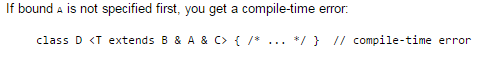 If bound A is not specified first, you get a compile-time error:
class D <T extends B & A & C> { /* ... */ }  // compile-time error